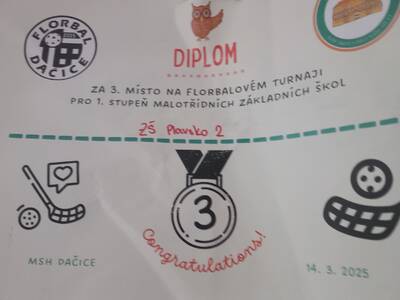 FLORBAL
DAČICE
DIPLOM
ZA 3. MÍSTO NA FLORBALOVÉM TURNAJI
PRO 1. STUPEŇ MALOTŘÍDNÍCH ZÁKLADNÍCH ŠKOL
ZŠ Plavsko 2
3
Congratulations!
MSH DAČICE
14. 3. 2025